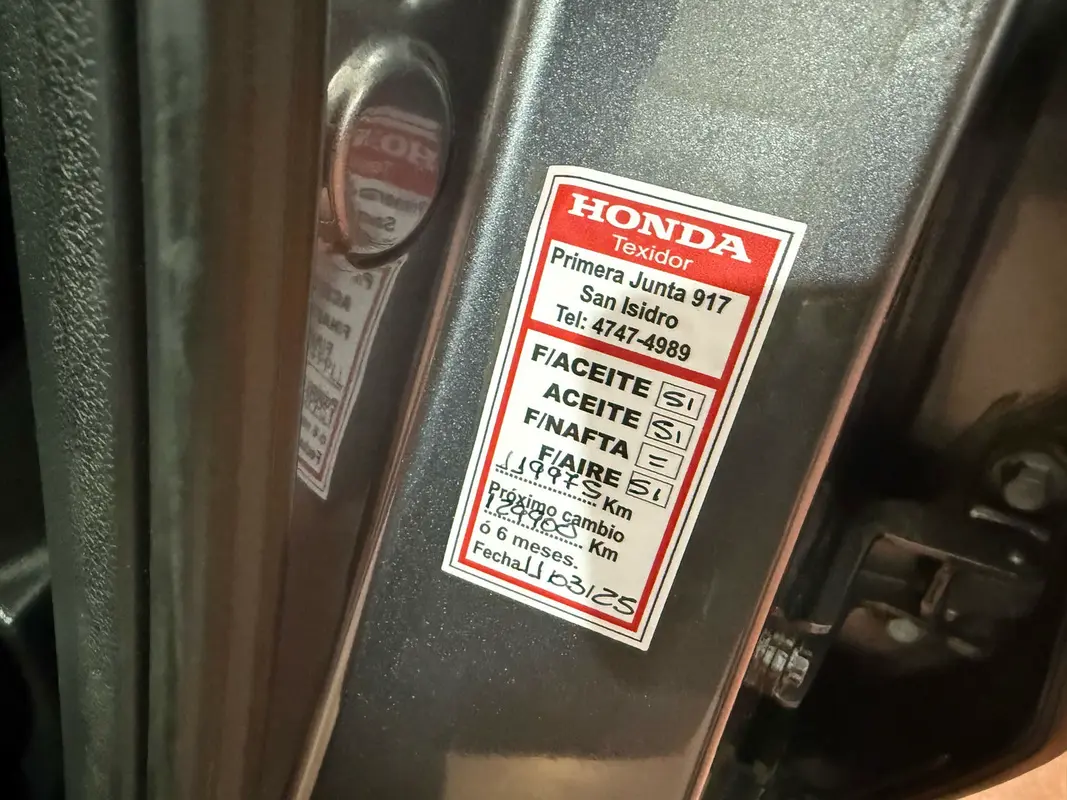 HONDA
Texidor
Primera Junta 917
San Isidro
Tel: 4747-4989
F/ACEITE SI
ACEITE SI
F/NAFTA =
F/AIRE SI
119975 Km
Próximo cambio
Km
ó 6 meses.
Fecha 11/03/25